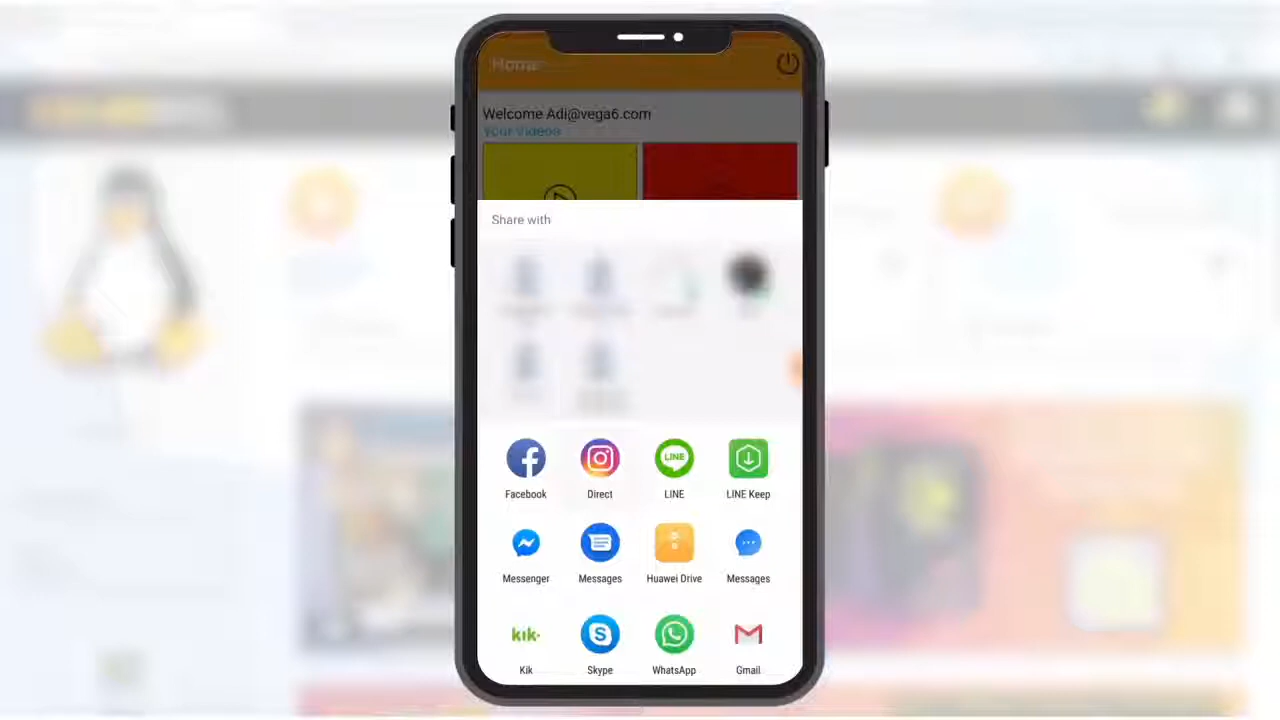 Home
Welcome Adi@vega6.com
Your Videos
Share with
Facebook
Direct
LINE
LINE
LINE Keep
Messenger
Messages
Huawei Drive
Messages
kik·
Kik
Skype
WhatsApp
Gmail